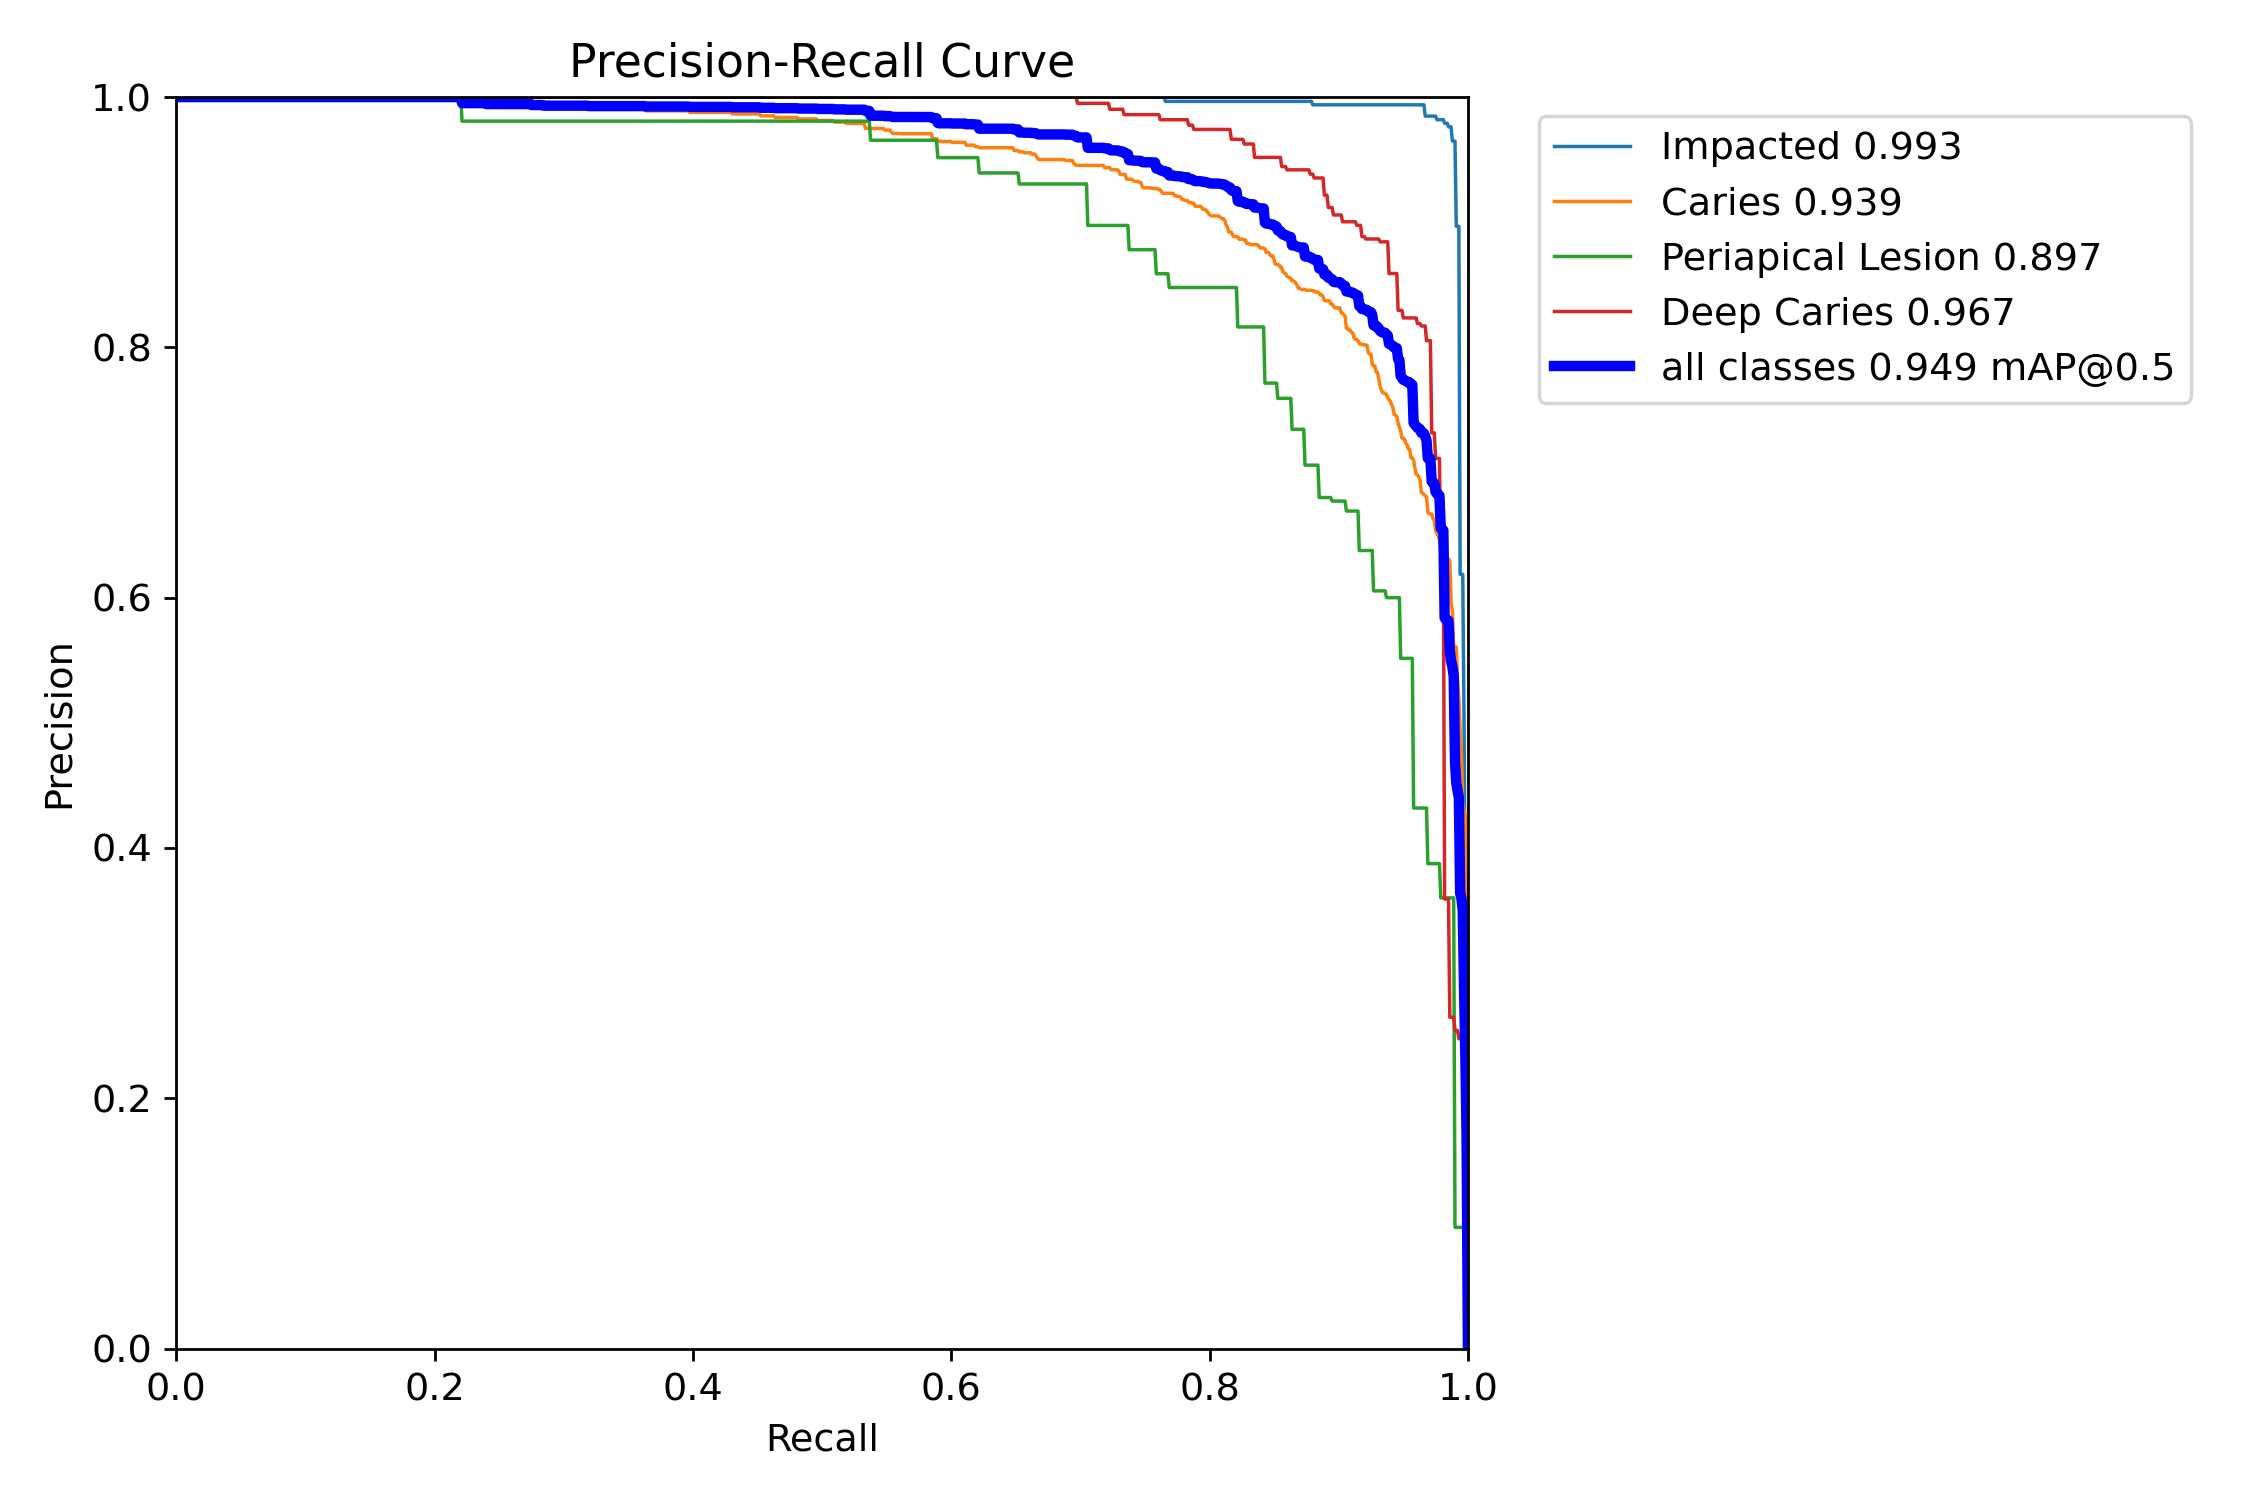 Precision-Recall Curve
1.0
0.8
0.6
0.4
0.2
0.0
Precision
0.0 0.2 0.4 0.6 0.8 1.0
Recall
Impacted 0.993
Caries 0.939
Periapical Lesion 0.897
Deep Caries 0.967
all classes 0.949 mAP@0.5